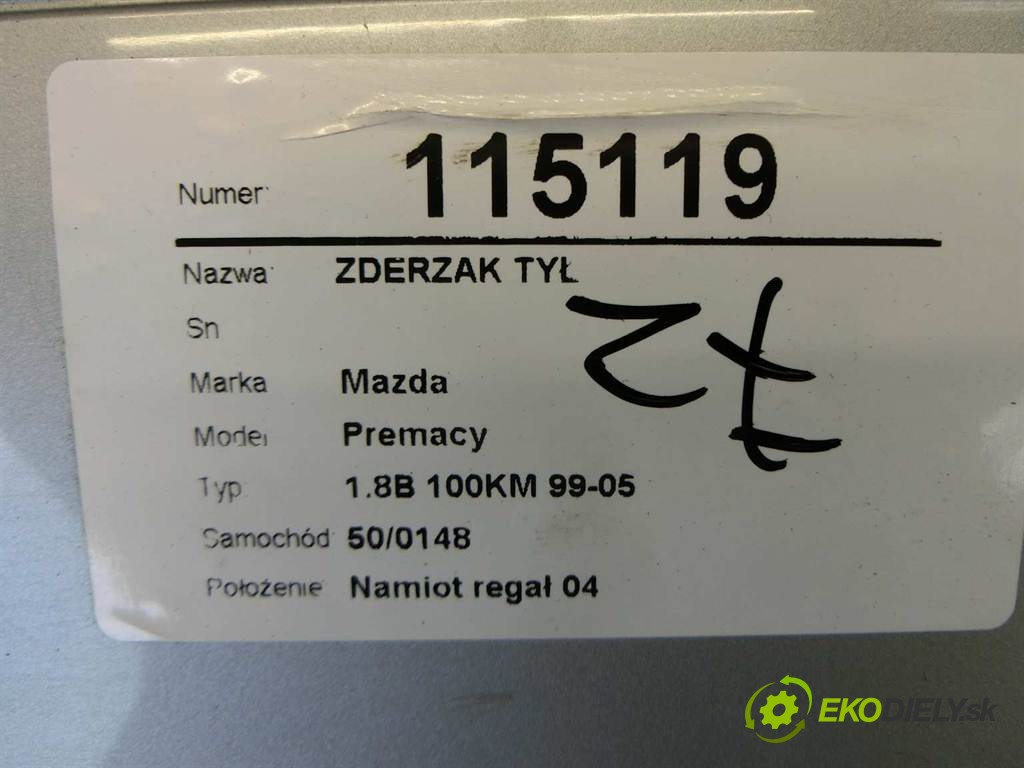 Numer: 115119
Nazwa: ZDERZAK TYŁ
Sn
Marka Mazda
Model Premacy
Typ 1.8B 100KM 99-05
Samochód 50/0148
Położenie Namiot regał 04
EKODIELY.sk